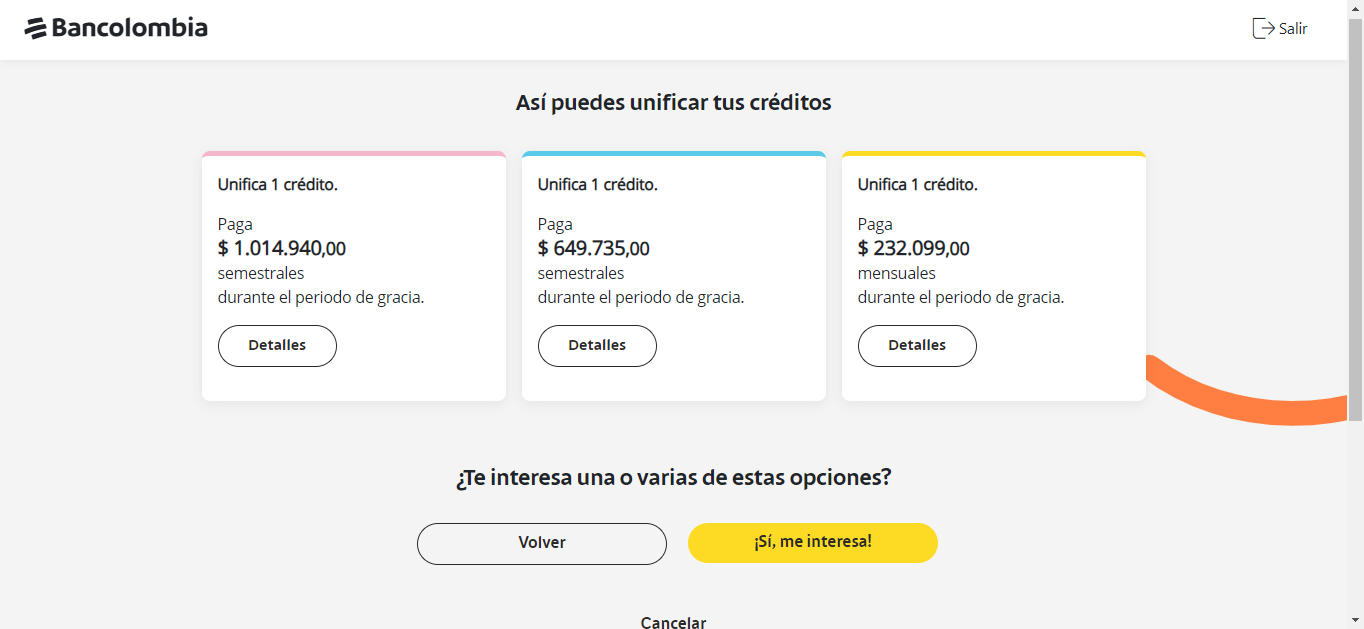 Bancolombia
Salir
Así puedes unificar tus créditos
Unifica 1 crédito.
Paga
$ 1.014.940,00
semestrales
durante el periodo de gracia.
Detalles
Unifica 1 crédito.
Paga
$ 649.735,00
semestrales
durante el periodo de gracia.
Detalles
Unifica 1 crédito.
Paga
$ 232.099,00
mensuales
durante el periodo de gracia.
Detalles
¿Te interesa una o varias de estas opciones?
Volver
¡Sí, me interesa!
Cancelar